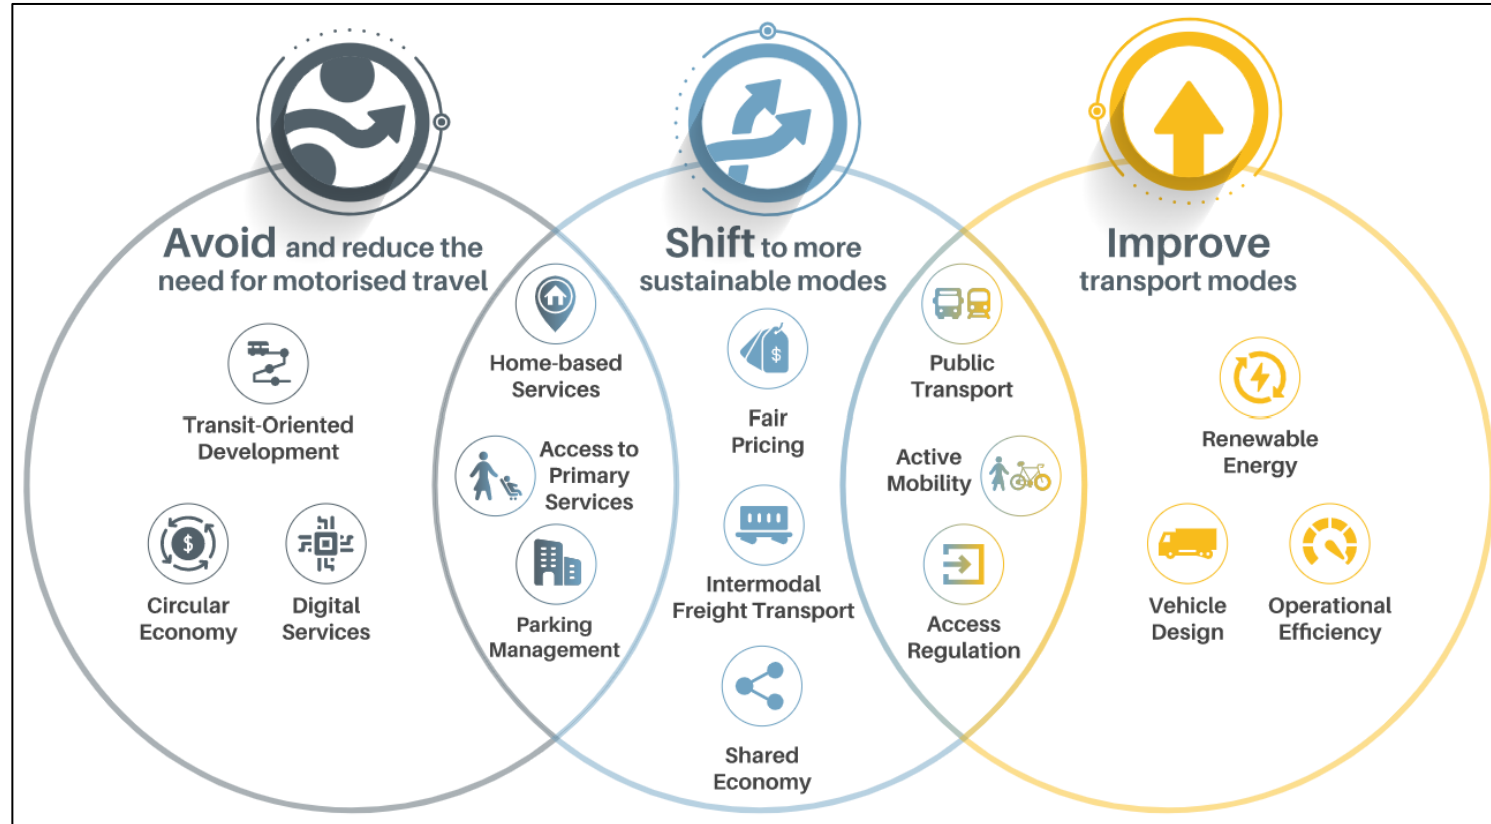 Avoid and reduce the
need for motorised travel
Transit-Oriented
Development
Circular
Economy
Digital
Services
Home-based
Services
Access to
Primary
Services
Parking
Management
Shift to more
sustainable modes
$
Fair
Pricing
Intermodal
Freight Transport
Shared
Economy
Public
Transport
Active
Mobility
Access
Regulation
Improve
transport modes
Renewable
Energy
Vehicle
Design
Operational
Efficiency